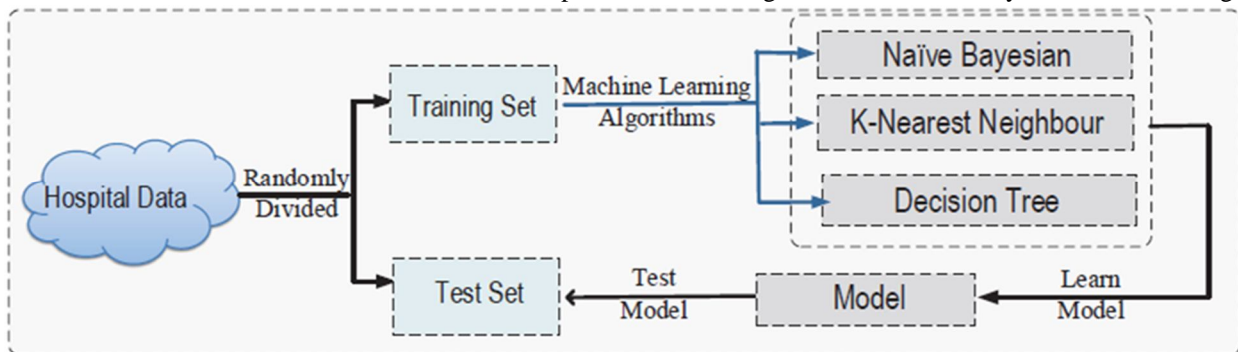 Hospital Data
Randomly
Divided
Training Set
Test Set
Machine Learning
Algorithms
Naïve Bayesian
K-Nearest Neighbour
Decision Tree
Learn
Model
Model
Test
Model